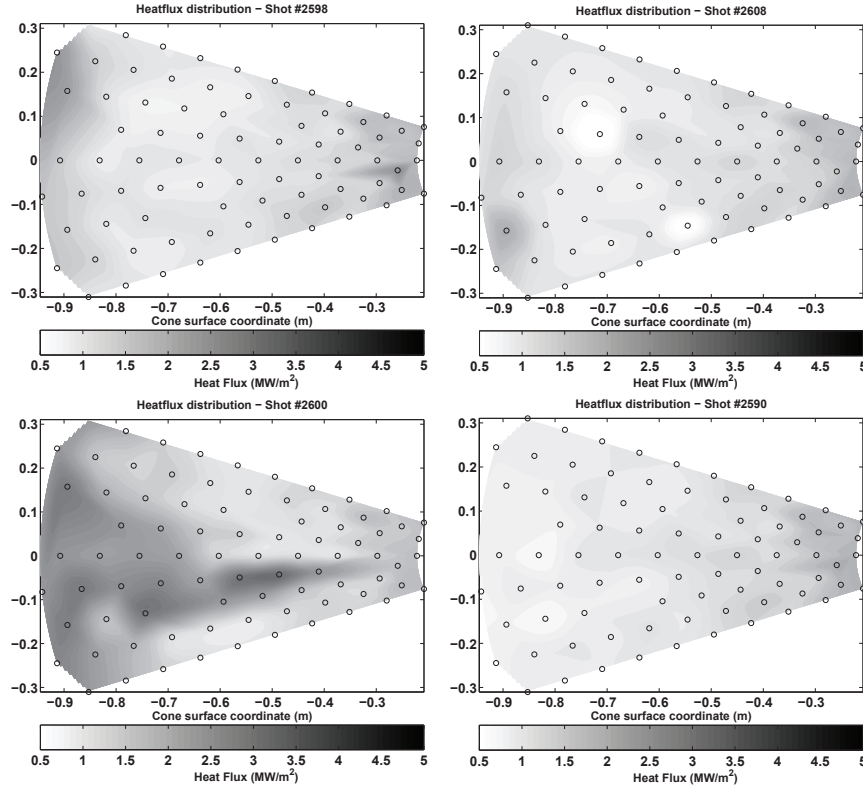 Heatflux distribution − Shot #2598
0.3
0.2
0.1
0
−0.1
−0.2
−0.3
−0.9 −0.8 −0.7 −0.6 −0.5 −0.4 −0.3
Cone surface coordinate (m)
0.5 1 1.5 2 2.5 3 3.5 4 4.5 5
Heat Flux (MW/m²)
Heatflux distribution − Shot #2608
0.3
0.2
0.1
0
−0.1
−0.2
−0.3
−0.9 −0.8 −0.7 −0.6 −0.5 −0.4 −0.3
Cone surface coordinate (m)
0.5 1 1.5 2 2.5 3 3.5 4 4.5 5
Heat Flux (MW/m²)
Heatflux distribution − Shot #2600
0.3
0.2
0.1
0
−0.1
−0.2
−0.3
−0.9 −0.8 −0.7 −0.6 −0.5 −0.4 −0.3
Cone surface coordinate (m)
0.5 1 1.5 2 2.5 3 3.5 4 4.5 5
Heat Flux (MW/m²)
Heatflux distribution − Shot #2590
0.3
0.2
0.1
0
−0.1
−0.2
−0.3
−0.9 −0.8 −0.7 −0.6 −0.5 −0.4 −0.3
Cone surface coordinate (m)
0.5 1 1.5 2 2.5 3 3.5 4 4.5 5
Heat Flux (MW/m²)